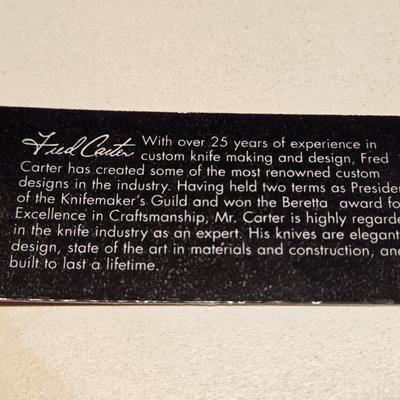 Fred Carter With over 25 years of experience in
custom knife making and design, Fred
Carter has created some of the most renowned custom
designs in the industry. Having held two terms as Presiden
of the Knifemaker's Guild and won the Beretta award fo
Excellence in Craftsmanship, Mr. Carter is highly regarde
in the knife industry as an expert. His knives are elegant
design, state of the art in materials and construction, and
built to last a lifetime.